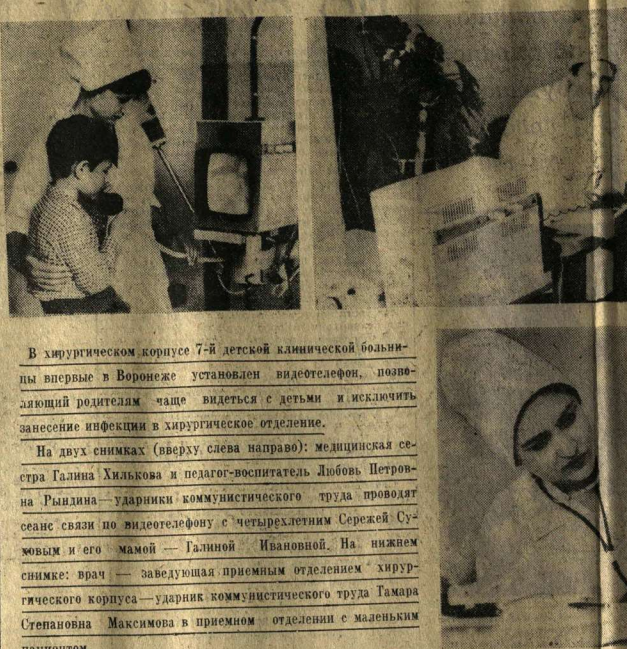 В хирургическом корпусе 7-й детской клинической больни-
цы впервые в Воронеже установлен видеотелефон, позво-
ляющий родителям чаще видеться с детьми и исключить
занесение инфекции в хирургическое отделение.
На двух снимках (вверху слева направо): медицинская се-
стра Галина Хилькова и педагог-воспитатель Любовь Петров-
на Рындина—ударники коммунистического труда проводят
сеанс связи по видеотелефону с четырехлетним Сережей Су-
ховым и его мамой — Галиной Ивановной. На нижнем
снимке: врач — заведующая приемным отделением хирур-
гического корпуса—ударник коммунистического труда Тамара
Степановна Максимова в приемном отделении с маленьким
пациентом.